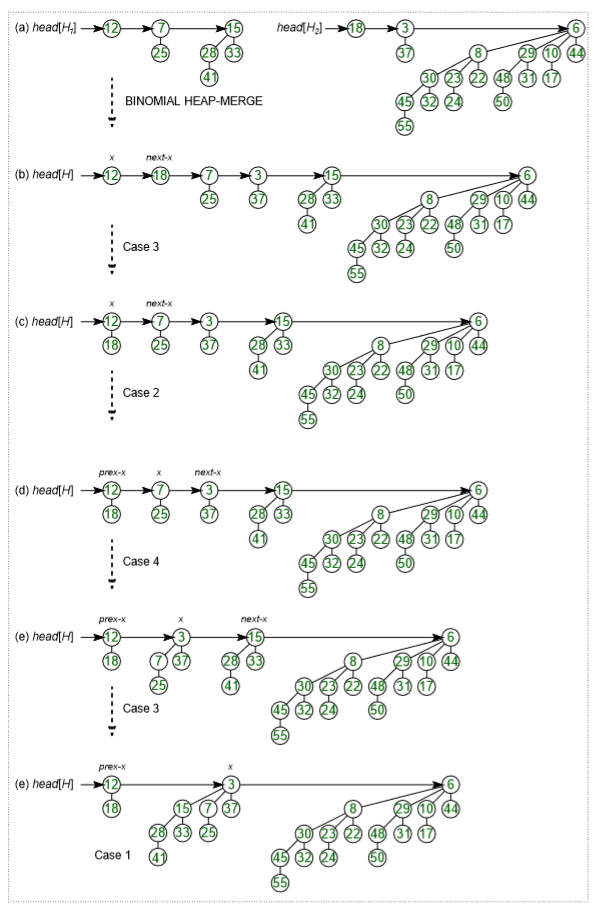 (a) head[H1] 12 7 15 head[H2] 18 3 6
25 28 33 37 8 29 10 44
41 30 23 22 48 31 17
45 32 24 50
55
BINOMIAL HEAP-MERGE
x next-x
(b) head[H] 12 18 7 3 15 6
25 37 28 33 8 29 10 44
41 30 23 22 48 31 17
45 32 24 50
55
Case 3
x next-x
(c) head[H] 12 7 3 15 6
18 25 37 28 33 8 29 10 44
41 30 23 22 48 31 17
45 32 24 50
55
Case 2
prex-x x next-x
(d) head[H] 12 7 3 15 6
18 25 37 28 33 8 29 10 44
41 30 23 22 48 31 17
45 32 24 50
55
Case 4
prex-x x next-x
(e) head[H] 12 3 15 6
18 7 37 28 33 8 29 10 44
25 41 30 23 22 48 31 17
45 32 24 50
55
Case 3
prex-x x
(e) head[H] 12 3 6
18 15 7 37 8 29 10 44
28 33 25 30 23 22 48 31 17
41 45 32 24 50
55
Case 1